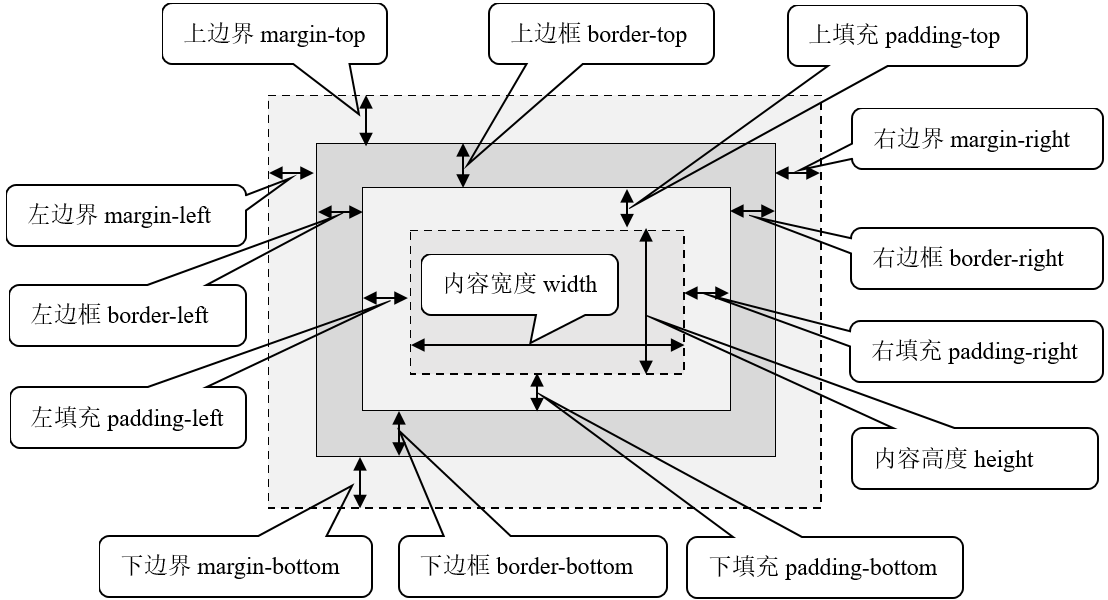 上边界 margin-top
上边框 border-top
上填充 padding-top
右边界 margin-right
左边界 margin-left
右边框 border-right
内容宽度 width
左边框 border-left
右填充 padding-right
左填充 padding-left
内容高度 height
下边界 margin-bottom
下边框 border-bottom
下填充 padding-bottom